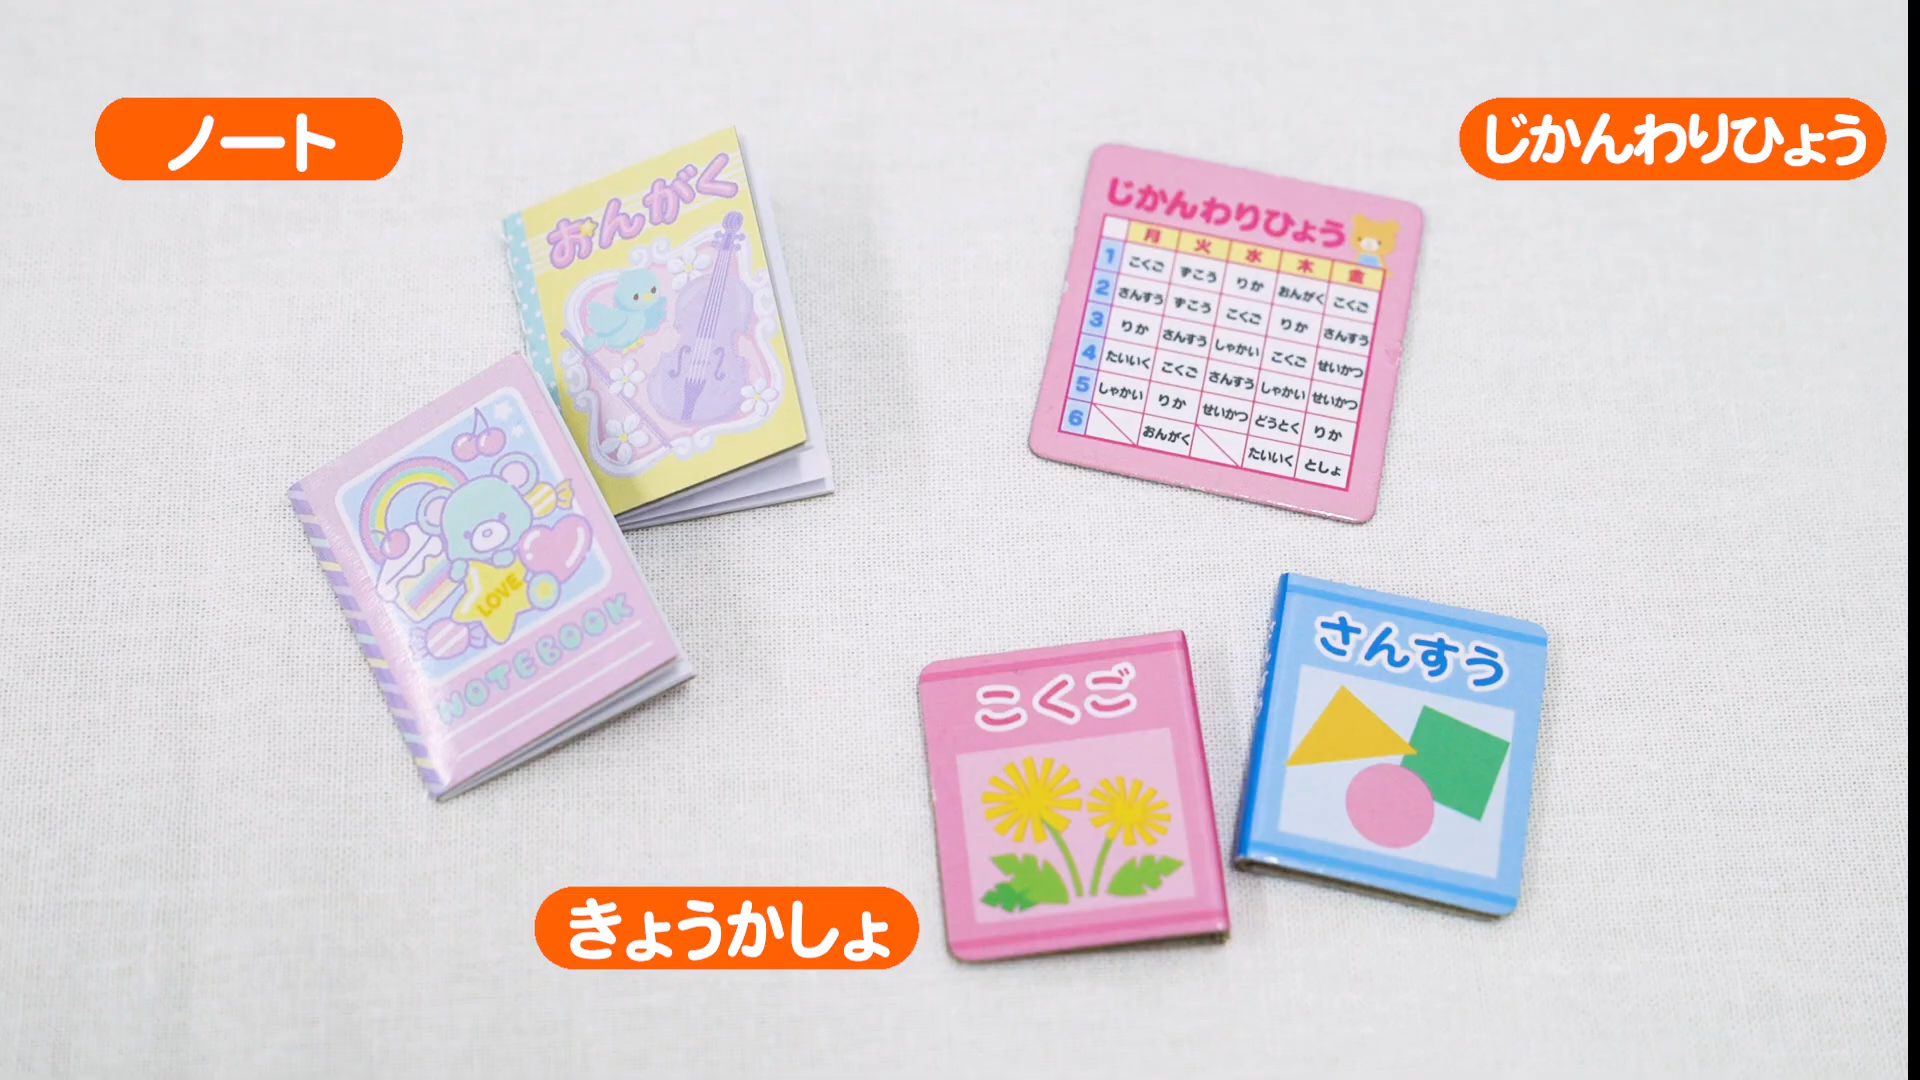 ノート
じかんわりひょう
おんがく
じかんわりひょう
月 火 水 木 金
1 こくご ずこう りか おんがく こくご
2 さんすう ずこう こくご りか さんすう
3 りか さんすう しゃかい こくご せいかつ
4 たいいく こくご さんすう しゃかい せいかつ
5 しゃかい りか せいかつ どうとく りか
6 おんがく たいいく としょ
LOVE
NOTEBOOK
こくご
さんすう
きょうかしょ